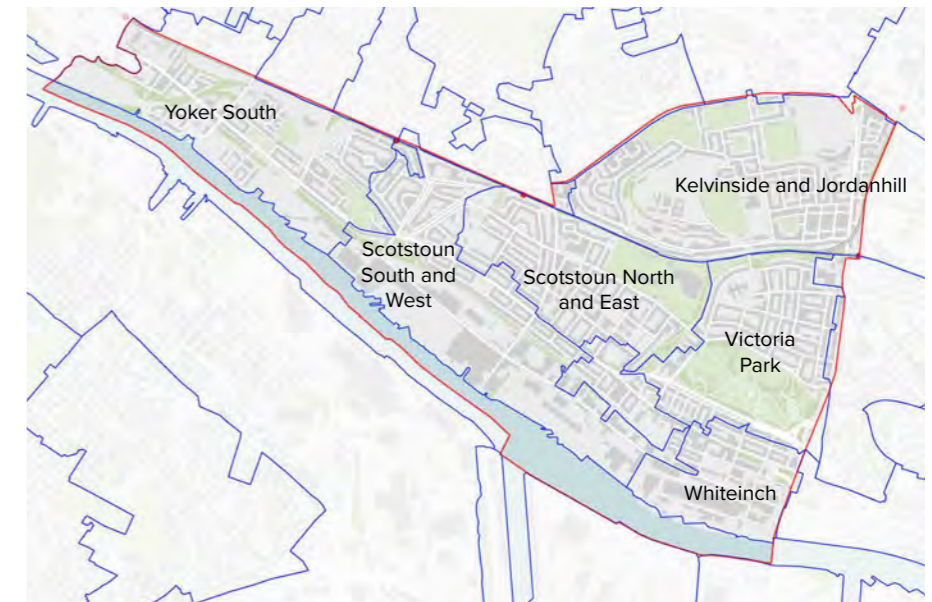 Yoker South
Kelvinside and Jordanhill
Scotstoun
South and
West
Scotstoun North
and East
Victoria
Park
Whiteinch